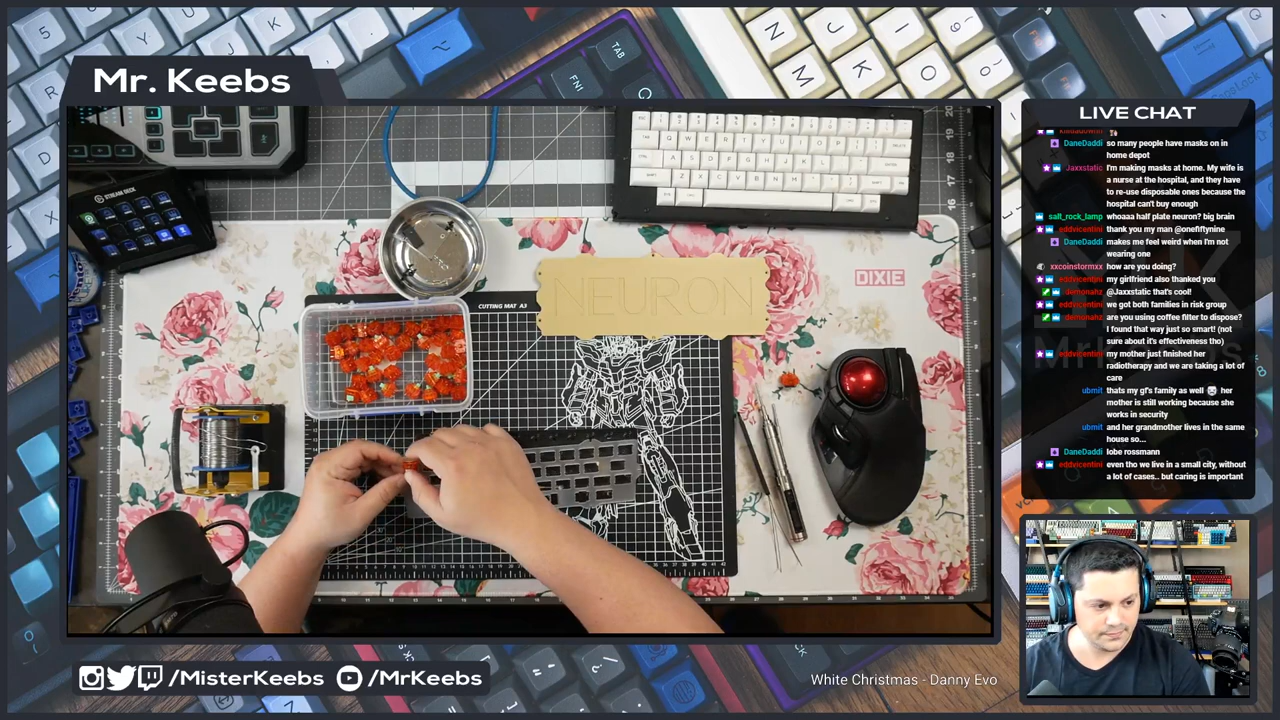 Mr. Keebs
LIVE CHAT
DaneDaddi so many people have masks on in
home depot
Jaxxstatic I'm making masks at home. My wife is
a nurse at the hospital, and they have
to re-use disposable ones because the
hospital can't buy enough
salt_rock_lamp whoaaa half plate neuron? big brain
eddvicentini thank you my man @onefiftynine
DaneDaddi makes me feel weird when I'm not
wearing one
xxcoinstormxx how are you doing?
eddvicentini my girlfriend also thanked you
demonahz @Jaxxstatic that's cool!
eddvicentini we got both families in risk group
demonahz are you using coffee filter to dispose?
I found that way just so smart! (not
sure about it's effectiveness tho)
eddvicentini my mother just finished her
radiotherapy and we are taking a lot of
care
ubmit thats my gf's family as well her
mother is still working because she
works in security
ubmit and her grandmother lives in the same
house so...
DaneDaddi lobe rossmann
eddvicentini even tho we live in a small city, without
a lot of cases.. but caring is important
STREAM DECK
CUTTING MAT A3
DIXIE
/MisterKeebs
/MrKeebs
White Christmas - Danny Evo